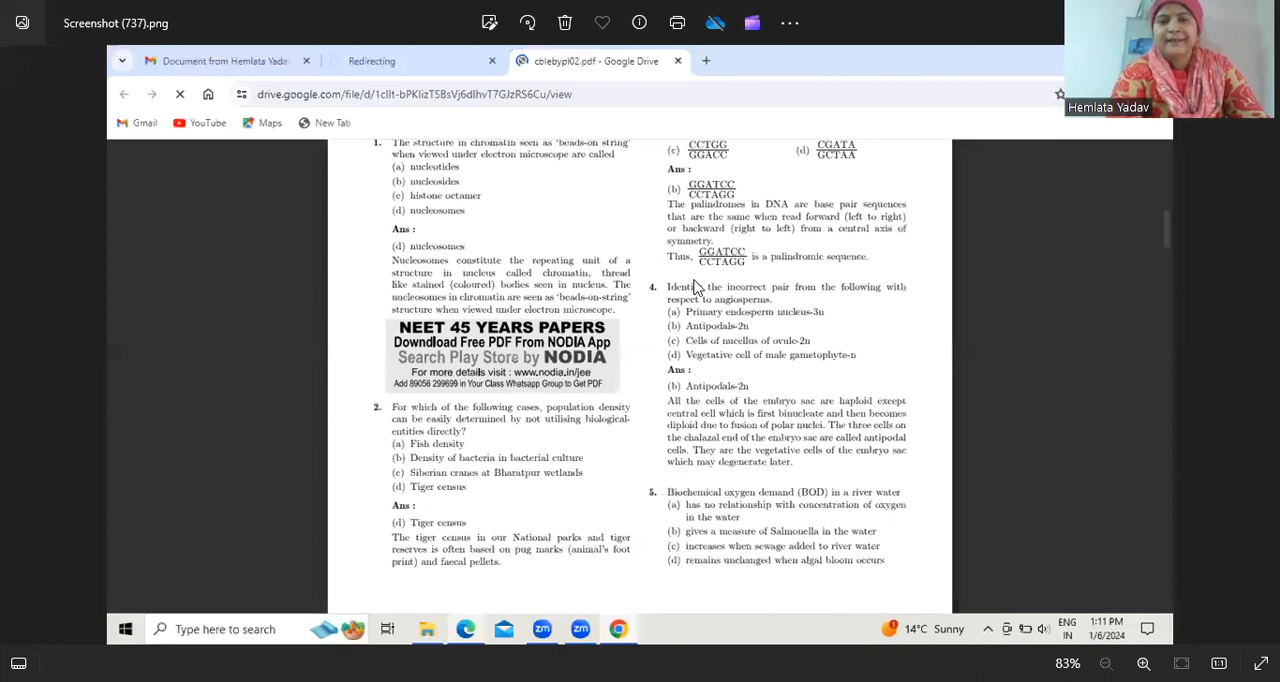 Screenshot (737).png
Hemlata Yadav
Document from Hemlata Yadav
Redirecting
cblebypl02.pdf - Google Drive
drive.google.com/file/d/1clIt-bPKlizT5BsVj6dlhvT7GJzRS6Cu/view
Gmail
YouTube
Maps
New Tab
1. The structure in chromatin seen as 'beads-on string'
when viewed under electron microscope are called
(a) nucleotides
(b) nucleosides
(c) histone octamer
(d) nucleosomes
Ans :
(d) nucleosomes
Nucleosomes constitute the repeating unit of a
structure in nucleus called chromatin, thread
like stained (coloured) bodies seen in nucleus. The
nucleosomes in chromatin are seen as 'beads-on-string'
structure when viewed under electron microscope.
NEET 45 YEARS PAPERS
Downdload Free PDF From NODIA App
Search Play Store by NODIA
For more details visit : www.nodia.in/jee
Add 89056 299699 in Your Class Whatsapp Group to Get PDF
2. For which of the following cases, population density
can be easily determined by not utilising biological-
entities directly?
(a) Fish density
(b) Density of bacteria in bacterial culture
(c) Siberian cranes at Bharatpur wetlands
(d) Tiger census
Ans :
(d) Tiger census
The tiger census in our National parks and tiger
reserves is often based on pug marks (animal's foot
print) and faecal pellets.
(c) CCTGG
GGACC
(d) CGATA
GCTAA
Ans :
(b) GGATCC
CCTAGG
The palindromes in DNA are base pair sequences
that are the same when read forward (left to right)
or backward (right to left) from a central axis of
symmetry.
Thus, GGATCC
CCTAGG is a palindromic sequence.
4. Identify the incorrect pair from the following with
respect to angiosperms.
(a) Primary endosperm nucleus-3n
(b) Antipodals-2n
(c) Cells of nucellus of ovule-2n
(d) Vegetative cell of male gametophyte-n
Ans :
(b) Antipodals-2n
All the cells of the embryo sac are haploid except
central cell which is first binucleate and then becomes
diploid due to fusion of polar nuclei. The three cells on
the chalazal end of the embryo sac are called antipodal
cells. They are the vegetative cells of the embryo sac
which may degenerate later.
5. Biochemical oxygen demand (BOD) in a river water
(a) has no relationship with concentration of oxygen
in the water
(b) gives a measure of Salmonella in the water
(c) increases when sewage added to river water
(d) remains unchanged when algal bloom occurs
Type here to search
zm
zm
14°C Sunny
ENG
IN
1:11 PM
1/6/2024
83%
1:1